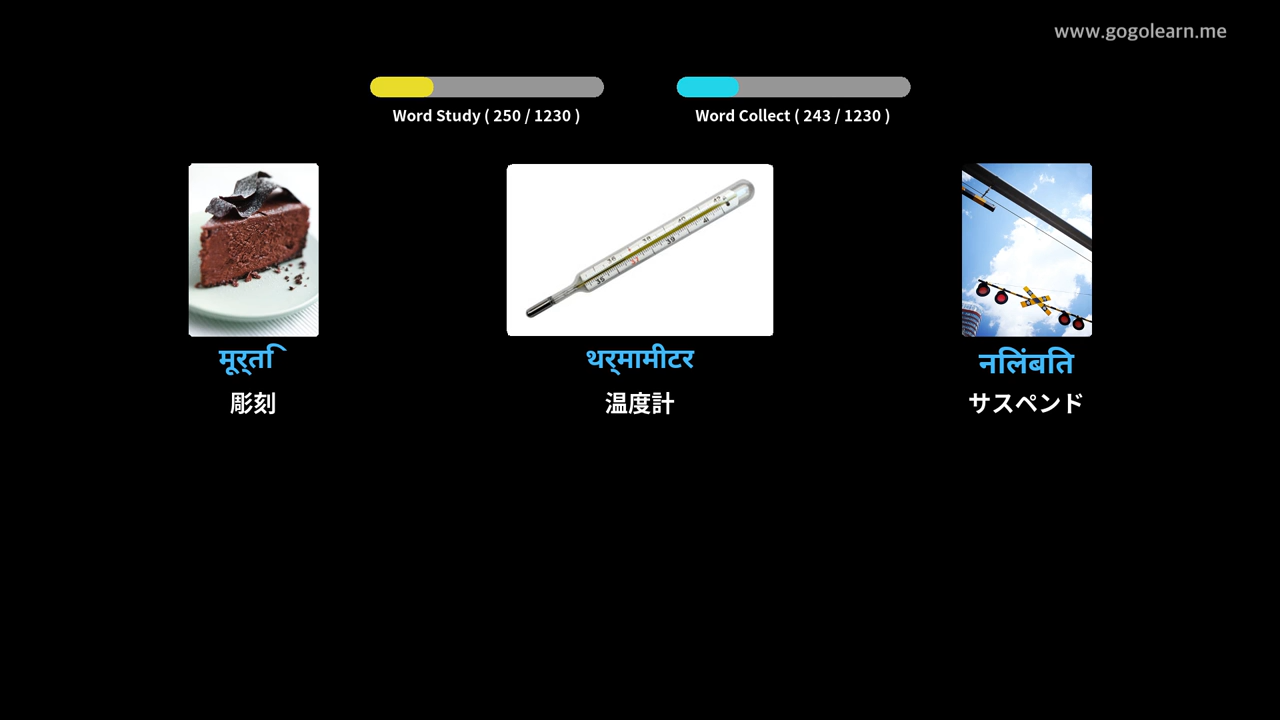 www.gogolearn.me
Word Study ( 250 / 1230 )
Word Collect ( 243 / 1230 )
मूर्ति
थर्मामीटर
निलंबित
彫刻
温度計
サスペンド